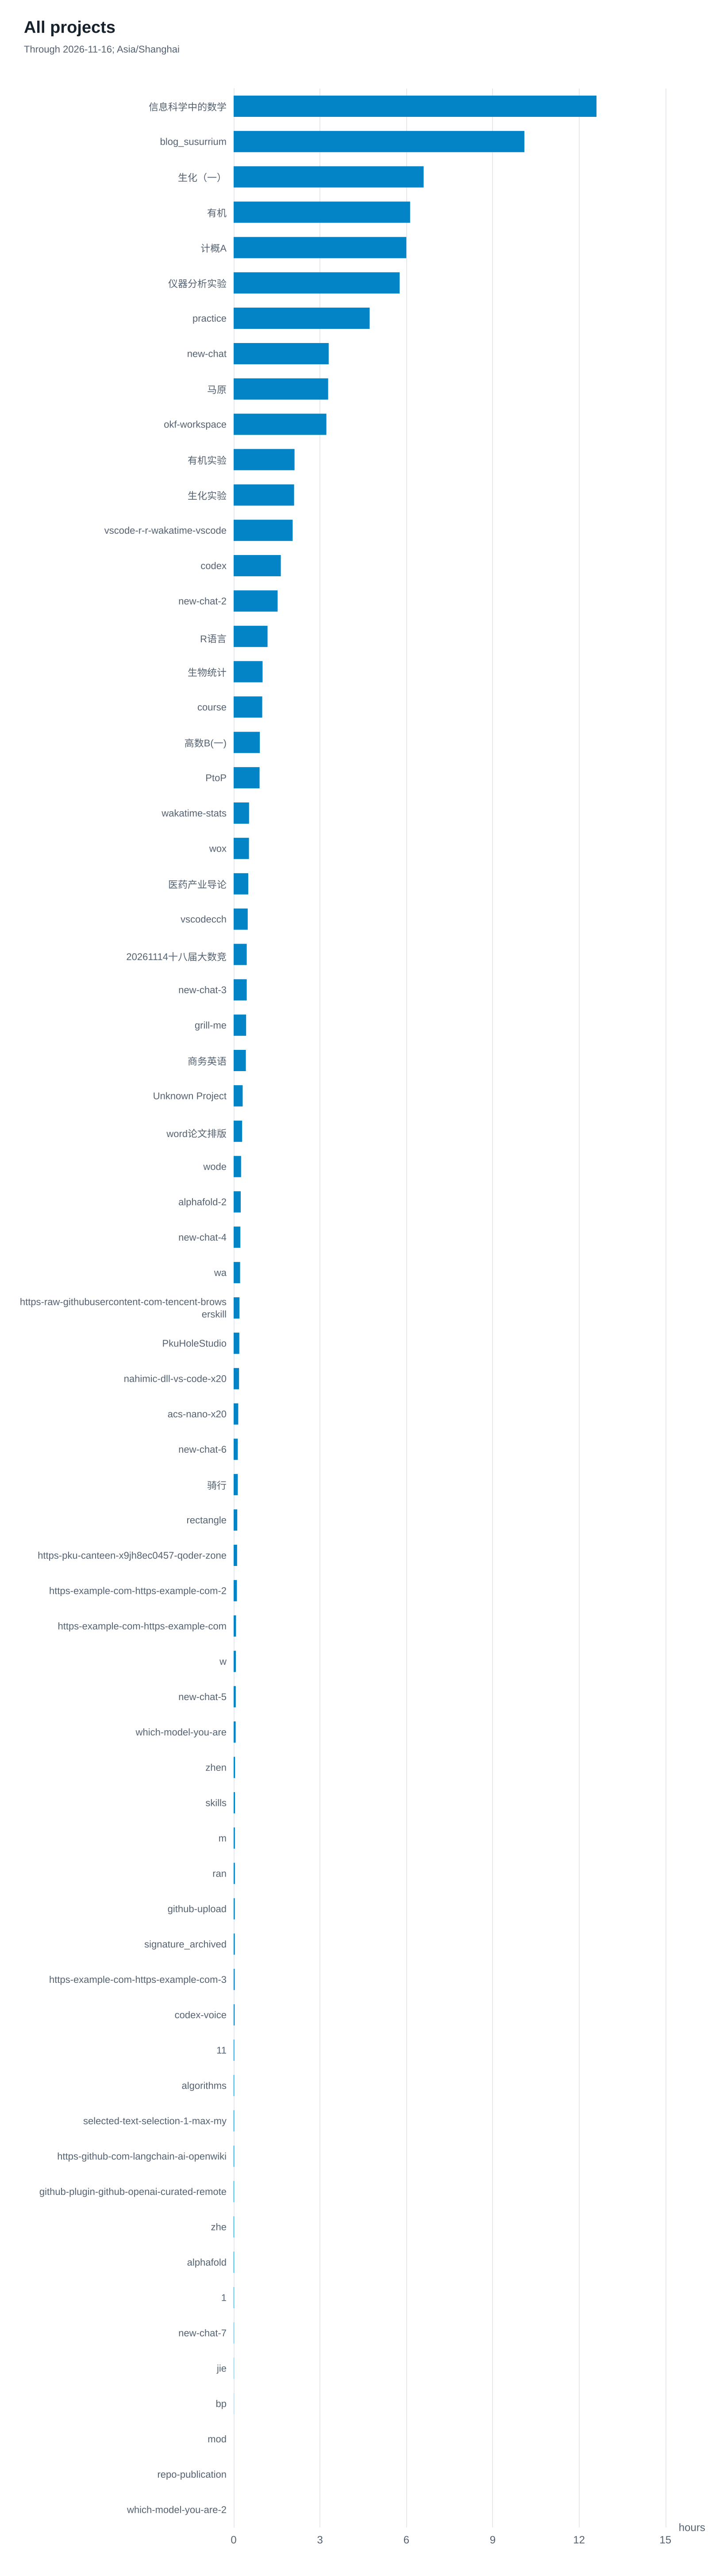 All projects
Through 2026-11-16; Asia/Shanghai
信息科学中的数学
blog_susurrium
生化（一）
有机
计概A
仪器分析实验
practice
new-chat
马原
okf-workspace
有机实验
生化实验
vscode-r-r-wakatime-vscode
codex
new-chat-2
R语言
生物统计
course
高数B(一)
PtoP
wakatime-stats
wox
医药产业导论
vscodecch
20261114十八届大数竞
new-chat-3
grill-me
商务英语
Unknown Project
word论文排版
wode
alphafold-2
new-chat-4
wa
https-raw-githubusercontent-com-tencent-brows
erskill
PkuHoleStudio
nahimic-dll-vs-code-x20
acs-nano-x20
new-chat-6
骑行
rectangle
https-pku-canteen-x9jh8ec0457-qoder-zone
https-example-com-https-example-com-2
https-example-com-https-example-com
w
new-chat-5
which-model-you-are
zhen
skills
m
ran
github-upload
signature_archived
https-example-com-https-example-com-3
codex-voice
11
algorithms
selected-text-selection-1-max-my
https-github-com-langchain-ai-openwiki
github-plugin-github-openai-curated-remote
zhe
alphafold
1
new-chat-7
jie
bp
mod
repo-publication
which-model-you-are-2
hours
0 3 6 9 12 15